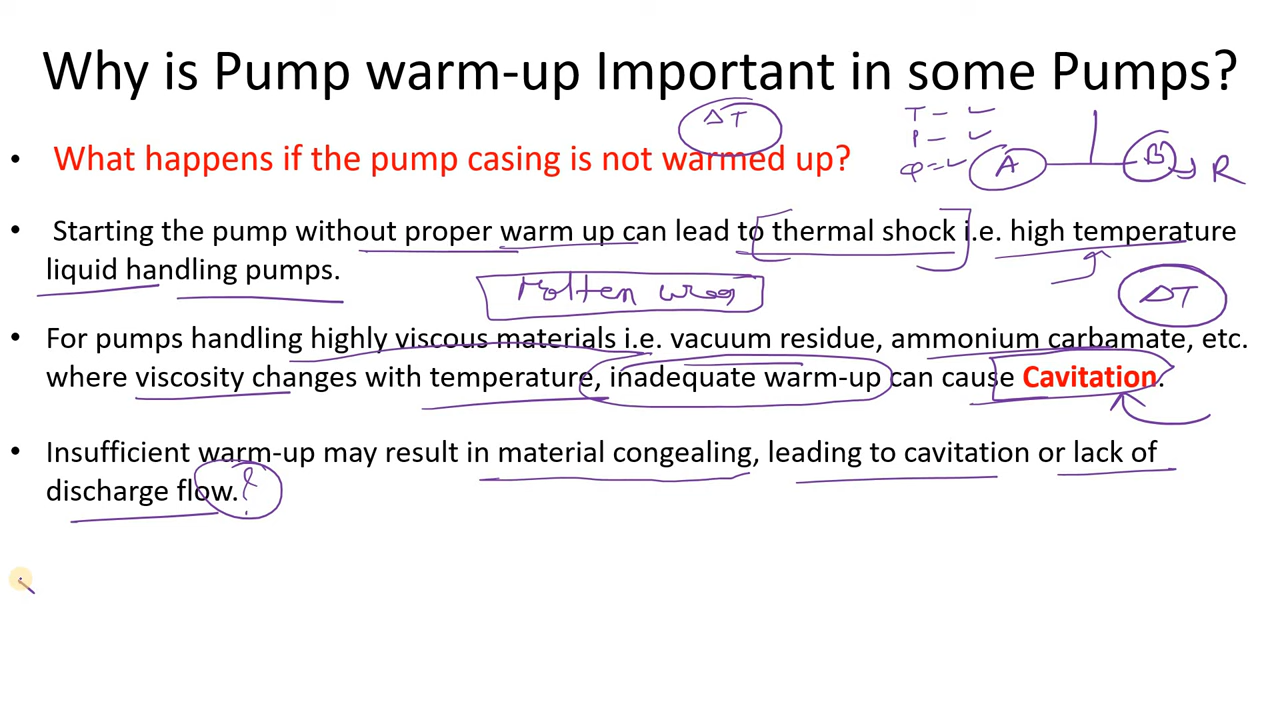 Why is Pump warm-up Important in some Pumps?
ΔT
T = ✓
P = ✓
φ = ✓
A
B
R
• What happens if the pump casing is not warmed up?
• Starting the pump without proper warm up can lead to thermal shock i.e. high temperature
liquid handling pumps.
Molten
ΔT
• For pumps handling highly viscous materials i.e. vacuum residue, ammonium carbamate, etc.
where viscosity changes with temperature, inadequate warm-up can cause Cavitation.
• Insufficient warm-up may result in material congealing, leading to cavitation or lack of
discharge flow. ?